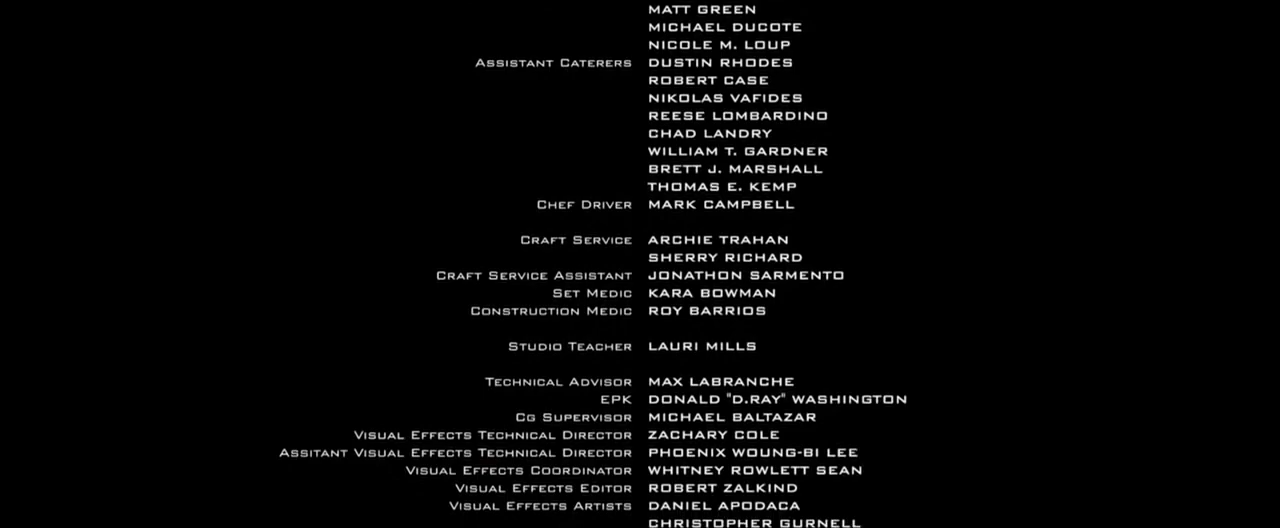 MATT GREEN
MICHAEL DUCOTE
NICOLE M. LOUP
ASSISTANT CATERERS DUSTIN RHODES
ROBERT CASE
NIKOLAS VAFIDES
REESE LOMBARDINO
CHAD LANDRY
WILLIAM T. GARDNER
BRETT J. MARSHALL
THOMAS E. KEMP
CHEF DRIVER MARK CAMPBELL
CRAFT SERVICE ARCHIE TRAHAN
SHERRY RICHARD
CRAFT SERVICE ASSISTANT JONATHON SARMENTO
SET MEDIC KARA BOWMAN
CONSTRUCTION MEDIC ROY BARRIOS
STUDIO TEACHER LAURI MILLS
TECHNICAL ADVISOR MAX LABRANCHE
EPK DONALD "D.RAY" WASHINGTON
CG SUPERVISOR MICHAEL BALTAZAR
VISUAL EFFECTS TECHNICAL DIRECTOR ZACHARY COLE
ASSITANT VISUAL EFFECTS TECHNICAL DIRECTOR PHOENIX WOUNG-BI LEE
VISUAL EFFECTS COORDINATOR WHITNEY ROWLETT SEAN
VISUAL EFFECTS EDITOR ROBERT ZALKIND
VISUAL EFFECTS ARTISTS DANIEL APODACA
CHRISTOPHER GURNELL